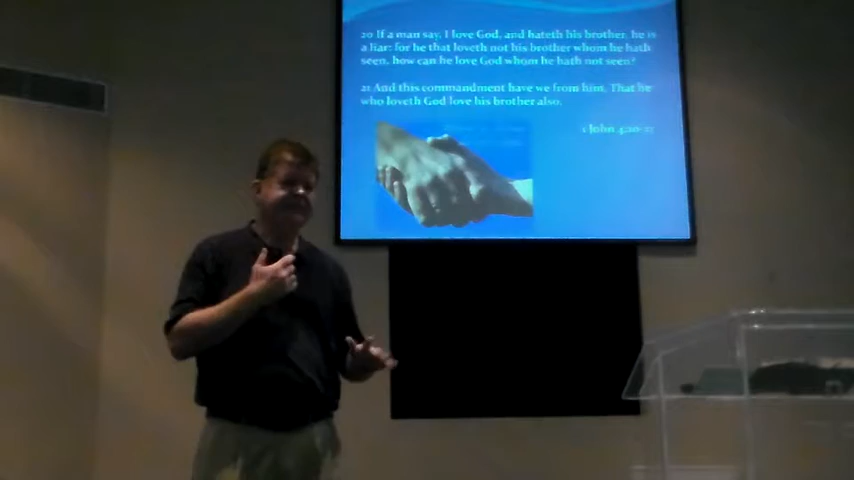 20 If a man say, I love God, and hateth his brother, he is
a liar: for he that loveth not his brother whom he hath
seen, how can he love God whom he hath not seen?
21 And this commandment have we from him, That he
who loveth God love his brother also.
1 John 4:20-21